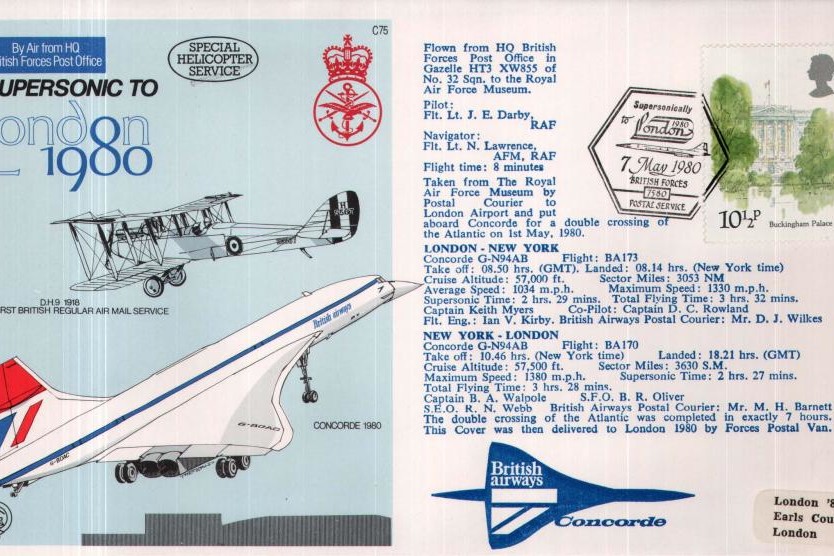 C75
By Air from HQ
British Forces Post Office
SPECIAL
HELICOPTER
SERVICE
SUPERSONIC TO
London
1980
D.H.9 1918
FIRST BRITISH REGULAR AIR MAIL SERVICE
British airways
G-BOAC
G-BOAC
CONCORDE 1980
Flown from HQ British
Forces Post Office in
Gazelle HT3 XW855 of
No. 32 Sqn. to the Royal
Air Force Museum.
Pilot:
Flt. Lt. J. E. Darby,
RAF
Navigator:
Flt. Lt. N. Lawrence,
AFM, RAF
Flight time: 8 minutes
Taken from The Royal
Air Force Museum by
Postal Courier to
London Airport and put
aboard Concorde for a double crossing of
the Atlantic on 1st May, 1980.
LONDON - NEW YORK
Concorde G-N94AB Flight: BA173
Take off: 08.50 hrs. (GMT). Landed: 08.14 hrs. (New York time)
Cruise Altitude: 57,000 ft. Sector Miles: 3053 NM
Average Speed: 1034 m.p.h. Maximum Speed: 1330 m.p.h.
Supersonic Time: 2 hrs. 29 mins. Total Flying Time: 3 hrs. 32 mins.
Captain Keith Myers Co-Pilot: Captain D. C. Rowland
Flt. Eng.: Ian V. Kirby. British Airways Postal Courier: Mr. D. J. Wilkes
NEW YORK - LONDON
Concorde G-N94AB Flight: BA170
Take off: 10.46 hrs. (New York time) Landed: 18.21 hrs. (GMT)
Cruise Altitude: 57,500 ft. Sector Miles: 3630 S.M.
Maximum Speed: 1380 m.p.h. Supersonic Time: 2 hrs. 27 mins.
Total Flying Time: 3 hrs. 28 mins.
Captain B. A. Walpole S.F.O. B. R. Oliver
S.E.O. R. N. Webb British Airways Postal Courier: Mr. M. H. Barnett
The double crossing of the Atlantic was completed in exactly 7 hours.
This Cover was then delivered to London 1980 by Forces Postal Van.
Supersonically
to London 1980
7 May 1980
BRITISH FORCES
1580
POSTAL SERVICE
10½P
Buckingham Palace
British
airways
Concorde
London '8
Earls Cou
London